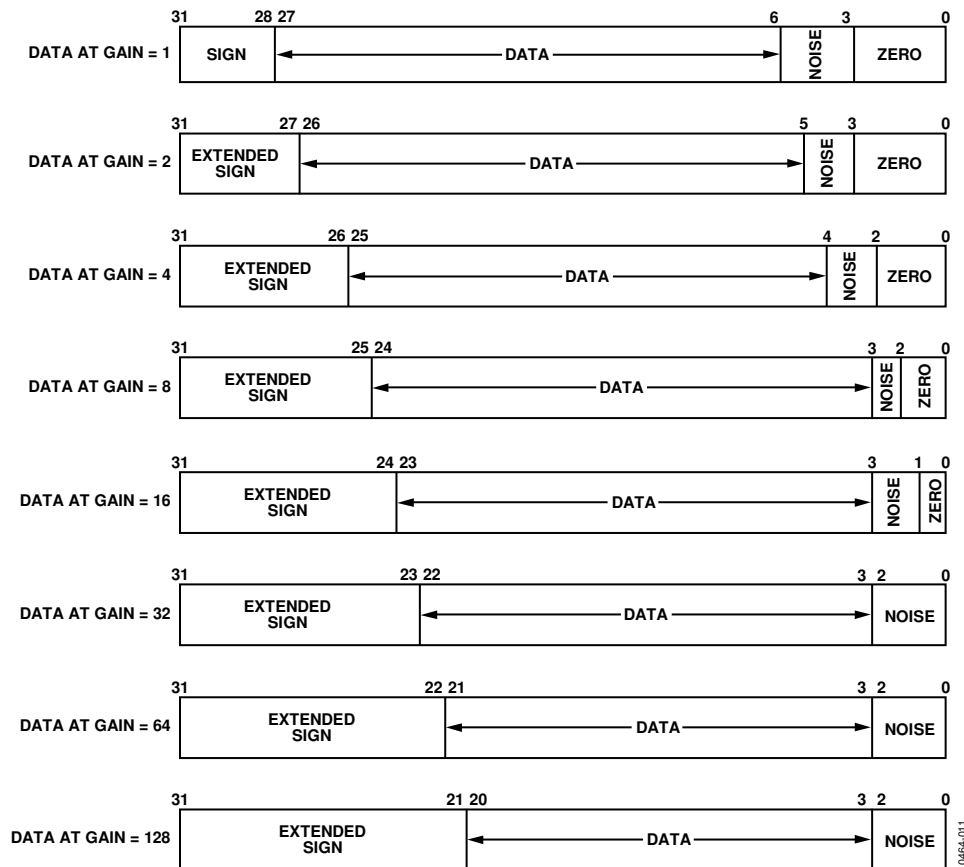 31 28 27 6 3 0
DATA AT GAIN = 1 SIGN DATA NOISE ZERO
31 27 26 5 3 0
DATA AT GAIN = 2 EXTENDED SIGN DATA NOISE ZERO
31 26 25 4 2 0
DATA AT GAIN = 4 EXTENDED SIGN DATA NOISE ZERO
31 25 24 3 2 0
DATA AT GAIN = 8 EXTENDED SIGN DATA NOISE ZERO
31 24 23 3 1 0
DATA AT GAIN = 16 EXTENDED SIGN DATA NOISE ZERO
31 23 22 3 2 0
DATA AT GAIN = 32 EXTENDED SIGN DATA NOISE
31 22 21 3 2 0
DATA AT GAIN = 64 EXTENDED SIGN DATA NOISE
31 21 20 3 2 0
DATA AT GAIN = 128 EXTENDED SIGN DATA NOISE